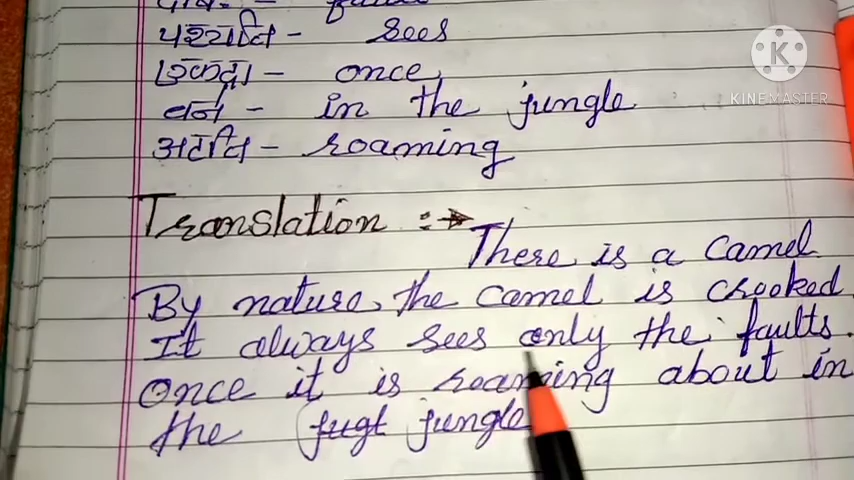 पश्यति - sees
एकदा - once
वने - in the jungle
अटति - roaming
Translation :→
There is a Camel
By nature, the camel is crooked
It always sees only the faults.
Once it is roaming about in
the jungle
KINEMASTER